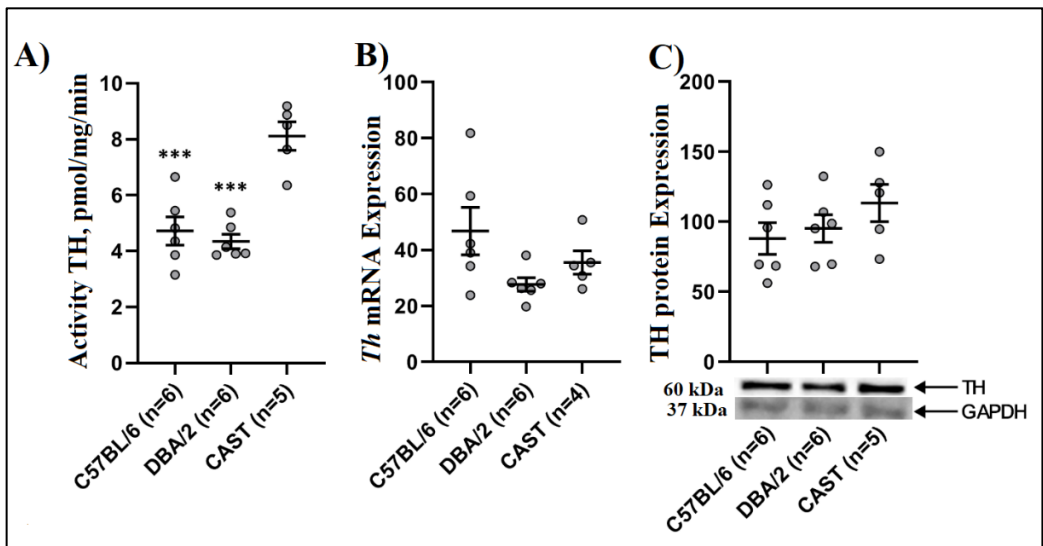 A)
Activity TH, pmol/mg/min
10
8
6
4
2
0
***
***
C57BL/6 (n=6)
DBA/2 (n=6)
CAST (n=5)
B)
Th mRNA Expression
100
80
60
40
20
0
C57BL/6 (n=6)
DBA/2 (n=6)
CAST (n=4)
C)
TH protein Expression
200
150
100
50
0
60 kDa
TH
37 kDa
GAPDH
C57BL/6 (n=6)
DBA/2 (n=6)
CAST (n=5)